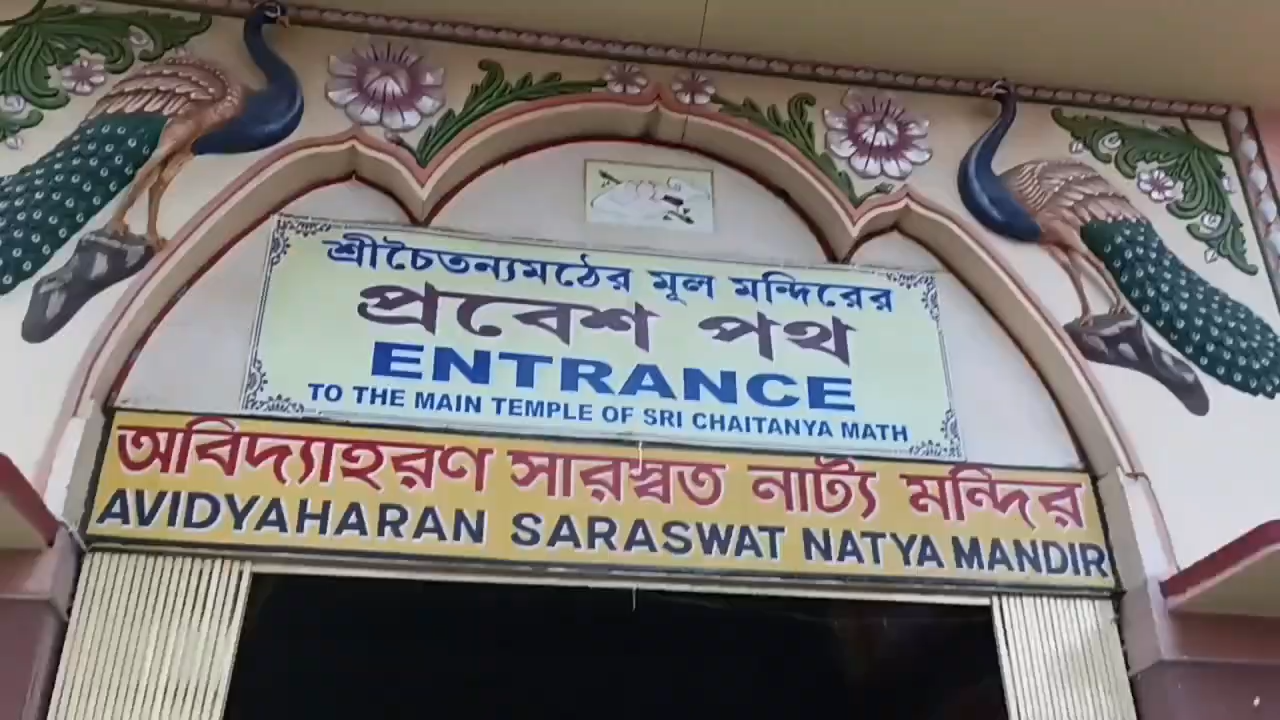 শ্রীচৈতন্যমঠের মূল মন্দিরের
প্রবেশ পথ
ENTRANCE
TO THE MAIN TEMPLE OF SRI CHAITANYA MATH
অবিদ্যাহরণ সারস্বত নাট্য মন্দির
AVIDYAHARAN SARASWAT NATYA MANDIR